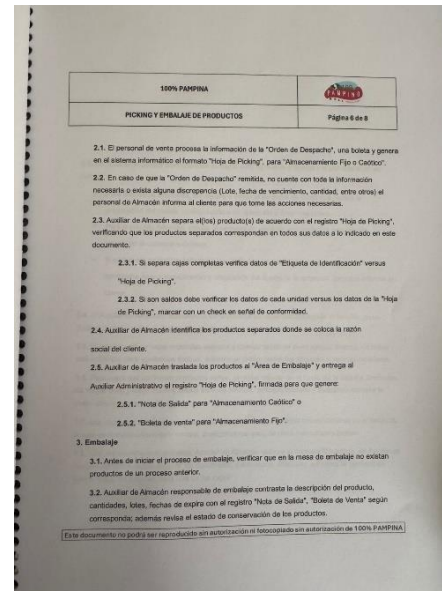 100% PAMPINA
PAMPINA
PICKING Y EMBALAJE DE PRODUCTOS
Página 6 de 8
2.1. El personal de venta procesa la información de la "Orden de Despacho", una boleta y genera
en el sistema informático el formato "Hoja de Picking", para "Almacenamiento Fijo o Caótico".
2.2. En caso de que la "Orden de Despacho" remitida, no cuente con toda la información
necesaria o exista alguna discrepancia (Lote, fecha de vencimiento, cantidad, entre otros) el
personal de Almacén informa al cliente para que tome las acciones necesarias.
2.3. Auxiliar de Almacén separa el(los) producto(s) de acuerdo con el registro "Hoja de Picking",
verificando que los productos separados correspondan en todos sus datos a lo indicado en este
documento.
2.3.1. Si separa cajas completas verifica datos de "Etiqueta de Identificación" versus
"Hoja de Picking".
2.3.2. Si son saldos debe verificar los datos de cada unidad versus los datos de la "Hoja
de Picking", marcar con un check en señal de conformidad.
2.4. Auxiliar de Almacén identifica los productos separados donde se coloca la razón
social del cliente.
2.5. Auxiliar de Almacén traslada los productos al "Área de Embalaje" y entrega al
Auxiliar Administrativo el registro "Hoja de Picking", firmada para que genere:
2.5.1. "Nota de Salida" para "Almacenamiento Caótico" o
2.5.2. "Boleta de venta" para "Almacenamiento Fijo".
3. Embalaje
3.1. Antes de iniciar el proceso de embalaje, verificar que en la mesa de embalaje no existan
productos de un proceso anterior.
3.2. Auxiliar de Almacén responsable de embalaje contrasta la descripción del producto,
cantidades, lotes, fechas de expira con el registro "Nota de Salida", "Boleta de Venta" según
corresponda; además revisa el estado de conservación de los productos.
Este documento no podrá ser reproducido sin autorización ni fotocopiado sin autorización de 100% PAMPINA